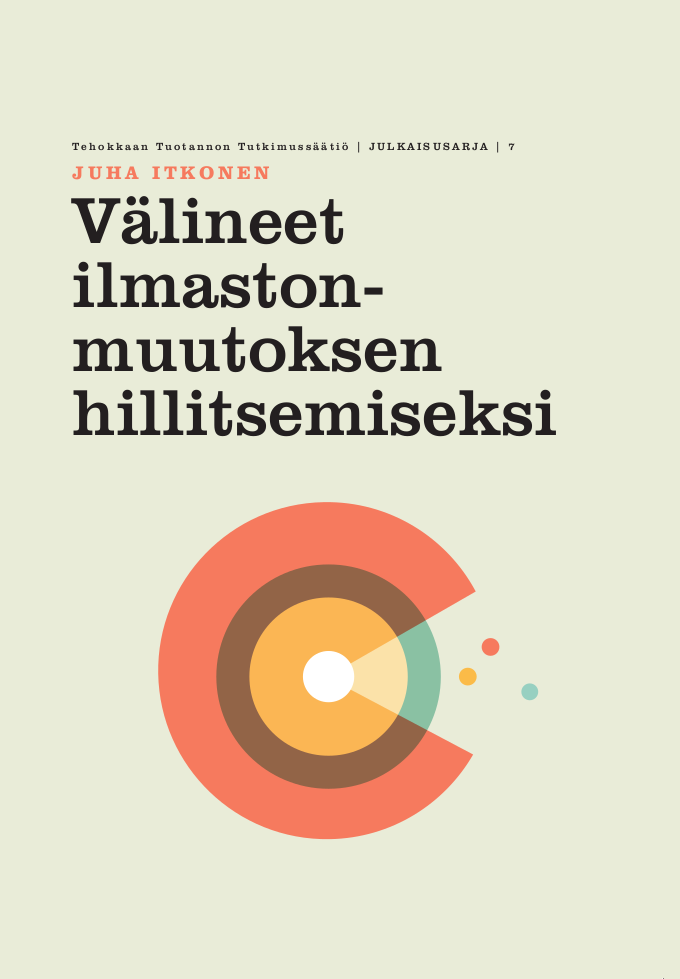 Tehokkaan Tuotannon Tutkimussäätiö | JULKAISUSARJA | 7
JUHA ITKONEN
Välineet
ilmaston-
muutoksen
hillitsemiseksi